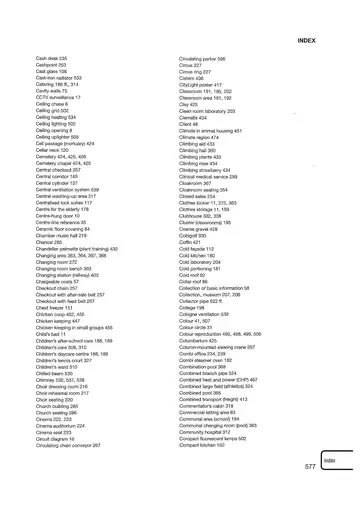 INDEX
Cash desk 235
Cashpoint 253
Cast glass 108
Cast-iron radiator 533
Catering 186 ff., 314
Cavity walls 75
CCTV surveillance 17
Ceiling chase 6
Ceiling grid 502
Ceiling heating 534
Ceiling lighting 502
Ceiling opening 8
Ceiling uplighter 503
Cell passage (mortuary) 424
Cellar neck 120
Cemetery 424, 425, 426
Cemetery chapel 424, 425
Central checkout 257
Central corridor 145
Central cylinder 137
Central ventilation system 539
Central washing-up area 317
Centralised lock suites 117
Centre for the elderly 178
Centre-hung door 10
Centre-line reference 35
Ceramic floor covering 84
Chamber music hall 219
Chancel 285
Chandelier palmette (plant training) 432
Changing area 363, 364, 367, 368
Changing room 272
Changing room bench 363
Changing station (railway) 403
Chargeable costs 57
Checkout chain 257
Checkout with after-sale belt 257
Checkout with feed belt 257
Chest freezer 151
Chicken coop 452, 455
Chicken keeping 447
Chicken keeping in small groups 455
Child's bed 11
Children's after-school care 188, 189
Children's care 308, 310
Children's daycare centre 188, 189
Children's tennis court 327
Children's ward 310
Chilled beam 530
Chimney 532, 537, 538
Choir dressing room 216
Choir rehearsal room 217
Choir seating 220
Church building 285
Church seating 285
Cinema 222, 223
Cinema auditorium 224
Cinema seat 223
Circuit diagram 16
Circulating chain conveyor 267
Circulating parker 396
Circus 227
Circus ring 227
Cistern 438
CityLight poster 417
Classroom 191, 195, 202
Classroom area 191, 192
Clay 425
Clean room laboratory 203
Clematis 434
Client 48
Climate in animal housing 451
Climate region 474
Climbing aid 433
Climbing hall 360
Climbing plants 433
Climbing rose 434
Climbing strawberry 434
Clinical medical service 299
Cloakroom 367
Cloakroom seating 354
Closed sales 254
Clothes locker 11, 272, 363
Clothes storage 11, 159
Clubhouse 332, 338
Cluster (classrooms) 195
Coarse gravel 428
Cobigolf 330
Coffin 421
Cold façade 112
Cold kitchen 180
Cold laboratory 204
Cold portioning 181
Cold roof 92
Collar roof 89
Collection of basic information 58
Collection, museum 207, 208
Collector pipe 522 ff.
College 198
Cologne ventilation 539
Colour 41, 507
Colour circle 31
Colour reproduction 495, 498, 499, 506
Columbarium 425
Column-mounted steering crane 267
Combi office 234, 239
Combi steamer oven 182
Combination pool 368
Combined branch pipe 524
Combined heat and power (CHP) 467
Combined large field (athletics) 324
Combined pool 365
Combined transport (freight) 413
Commentator's cabin 318
Commercial letting area 63
Communal area (school) 194
Communal changing room (pool) 363
Community hospital 312
Compact fluorescent lamps 502
Compact kitchen 150
577
Index